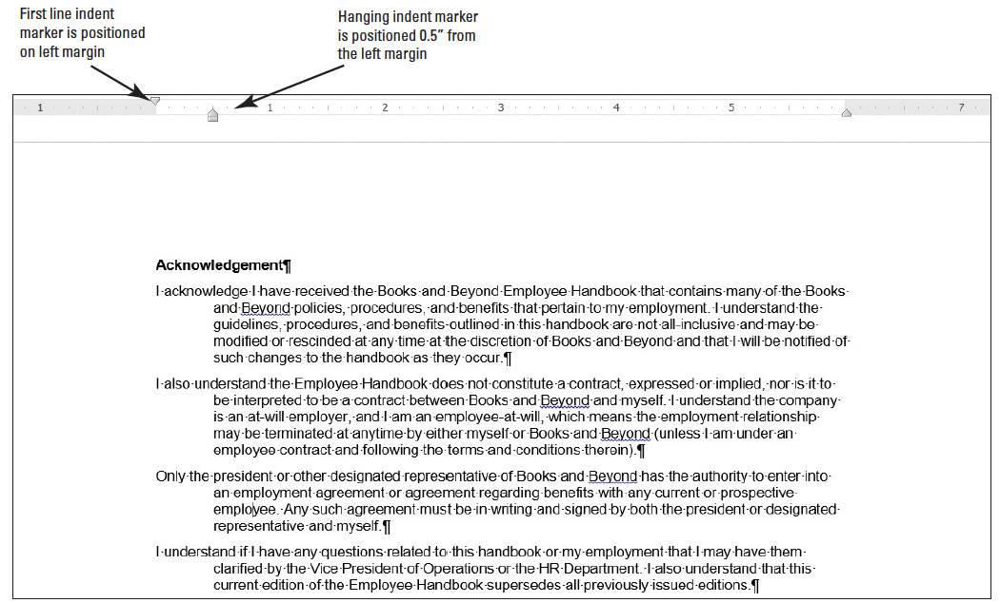 First line indent
marker is positioned
on left margin
Hanging indent marker
is positioned 0.5” from
the left margin
1 1 2 3 4 5 7
Acknowledgement¶
I·acknowledge·I·have·received·the·Books·and·Beyond·Employee·Handbook·that·contains·many·of·the·Books·
and·Beyond·policies,·procedures,·and·benefits·that·pertain·to·my·employment.·I·understand·the·
guidelines,·procedures,·and·benefits·outlined·in·this·handbook·are·not·all-inclusive·and·may·be·
modified·or·rescinded·at·any·time·at·the·discretion·of·Books·and·Beyond·and·that·I·will·be·notified·of·
such·changes·to·the·handbook·as·they·occur.¶
I·also·understand·the·Employee·Handbook·does·not·constitute·a·contract,·expressed·or·implied,·nor·is·it·to·
be·interpreted·to·be·a·contract·between·Books·and·Beyond·and·myself.·I·understand·the·company·
is·an·at-will·employer,·and·I·am·an·employee-at-will,·which·means·the·employment·relationship·
may·be·terminated·at·anytime·by·either·myself·or·Books·and·Beyond·(unless·I·am·under·an·
employee·contract·and·following·the·terms·and·conditions·therein).¶
Only·the·president·or·other·designated·representative·of·Books·and·Beyond·has·the·authority·to·enter·into·
an·employment·agreement·or·agreement·regarding·benefits·with·any·current·or·prospective·
employee.·Any·such·agreement·must·be·in·writing·and·signed·by·both·the·president·or·designated·
representative·and·myself.¶
I·understand·if·I·have·any·questions·related·to·this·handbook·or·my·employment·that·I·may·have·them·
clarified·by·the·Vice·President·of·Operations·or·the·HR·Department.·I·also·understand·that·this·
current·edition·of·the·Employee·Handbook·supersedes·all·previously·issued·editions.¶